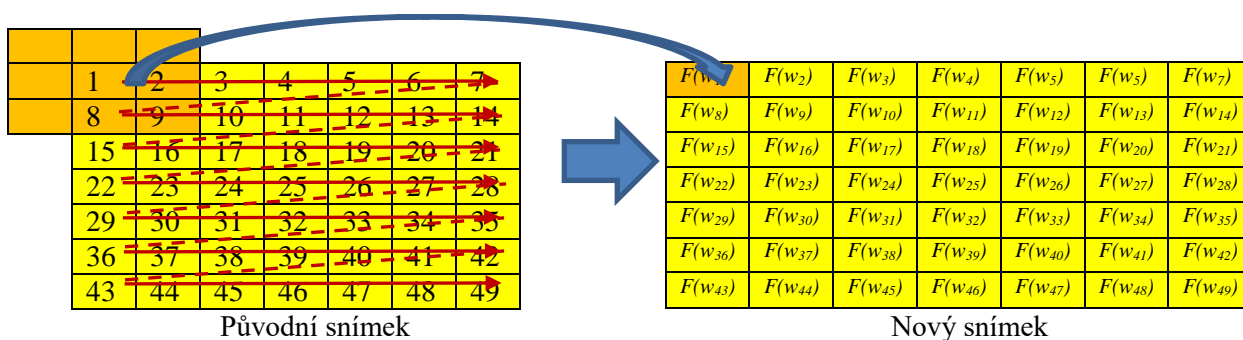 1 2 3 4 5 6 7
8 9 10 11 12 13 14
15 16 17 18 19 20 21
22 23 24 25 26 27 28
29 30 31 32 33 34 35
36 37 38 39 40 41 42
43 44 45 46 47 48 49
Původní snímek
F(w₁ F(w₂) F(w₃) F(w₄) F(w₅) F(w₅) F(w₇)
F(w₈) F(w₉) F(w₁₀) F(w₁₁) F(w₁₂) F(w₁₃) F(w₁₄)
F(w₁₅) F(w₁₆) F(w₁₇) F(w₁₈) F(w₁₉) F(w₂₀) F(w₂₁)
F(w₂₂) F(w₂₃) F(w₂₄) F(w₂₅) F(w₂₆) F(w₂₇) F(w₂₈)
F(w₂₉) F(w₃₀) F(w₃₁) F(w₃₂) F(w₃₃) F(w₃₄) F(w₃₅)
F(w₃₆) F(w₃₇) F(w₃₈) F(w₃₉) F(w₄₀) F(w₄₁) F(w₄₂)
F(w₄₃) F(w₄₄) F(w₄₅) F(w₄₆) F(w₄₇) F(w₄₈) F(w₄₉)
Nový snímek